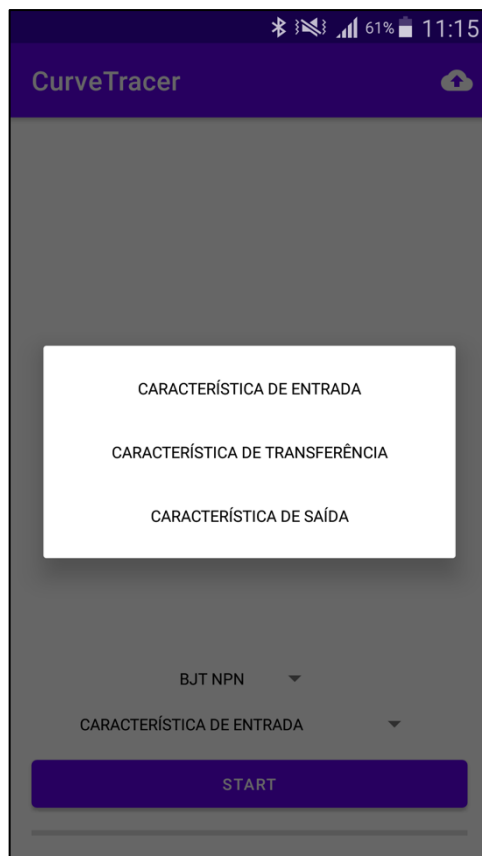 61% 11:15
CurveTracer
CARACTERÍSTICA DE ENTRADA
CARACTERÍSTICA DE TRANSFERÊNCIA
CARACTERÍSTICA DE SAÍDA
BJT NPN
CARACTERÍSTICA DE ENTRADA
START